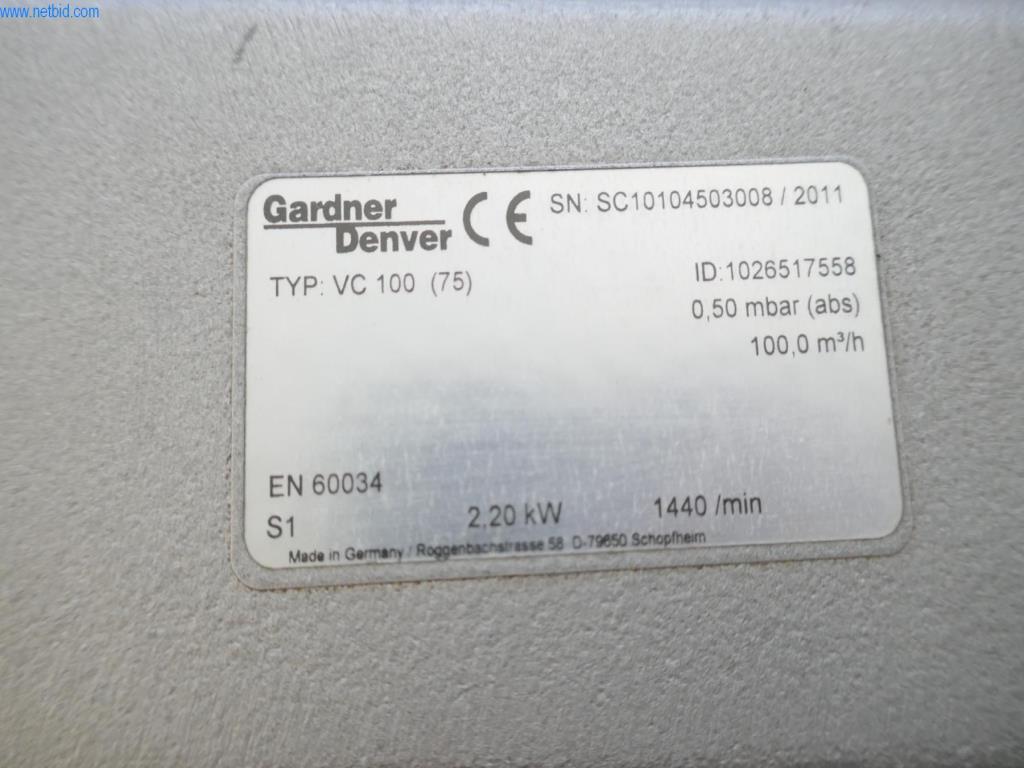 www.netbid.com
Gardner
Denver
CE
SN: SC10104503008 / 2011
TYP: VC 100 (75)
ID:1026517558
0,50 mbar (abs)
100,0 m³/h
EN 60034
S1 2,20 kW 1440 /min
Made in Germany / Roggenbachstrasse 58 D-79650 Schopfheim